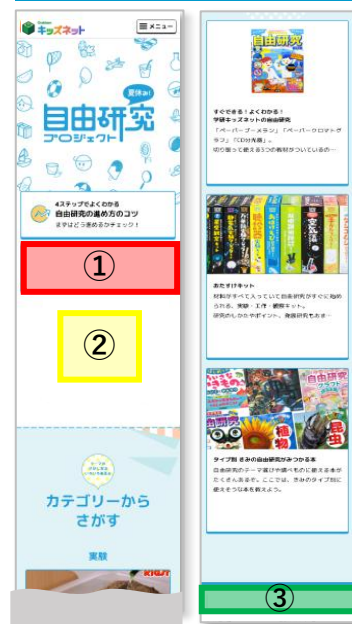 キッズネット
メニュー
夏休み!
自由研究
プロジェクト
4ステップでよくわかる
自由研究の進め方のコツ
まずはどう進めるかチェック!
①
②
カテゴリーから
さがす
実験
自由研究
すぐできる!よくわかる!
学研キッズネットの自由研究
「ペーパーブーメラン」「ペーパークロマトグ
ラフ」「CD分光器」。
切り取って使える3つの教材がついているの…
おたすけキット
材料がすべて入っていて自由研究がすぐに始め
られる、実験・工作・観察キット。
研究のしかたやポイント、発展研究もおさ…
自由研究
植物
昆虫
タイプ別 きみの自由研究がみつかる本
自由研究のテーマ選びや調べものに使える本が
たくさんあるぞ。ここでは、きみのタイプ別に
使えそうな本を教えよう。
③